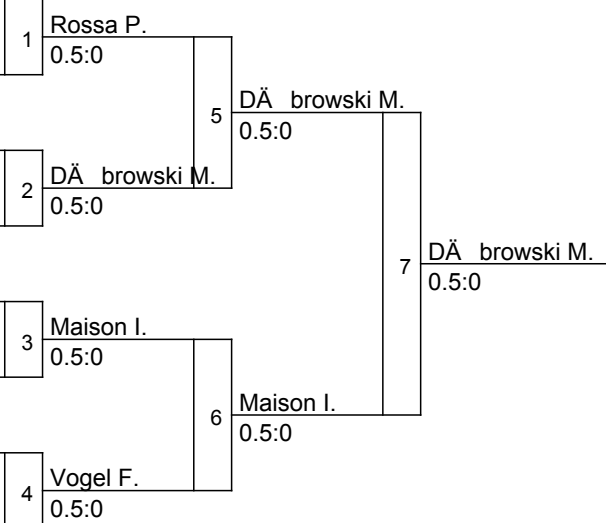 1
Rossa P.
0.5:0
5
DÄ browski M.
0.5:0
2
DÄ browski M.
0.5:0
7
DÄ browski M.
0.5:0
3
Maison I.
0.5:0
6
Maison I.
0.5:0
4
Vogel F.
0.5:0